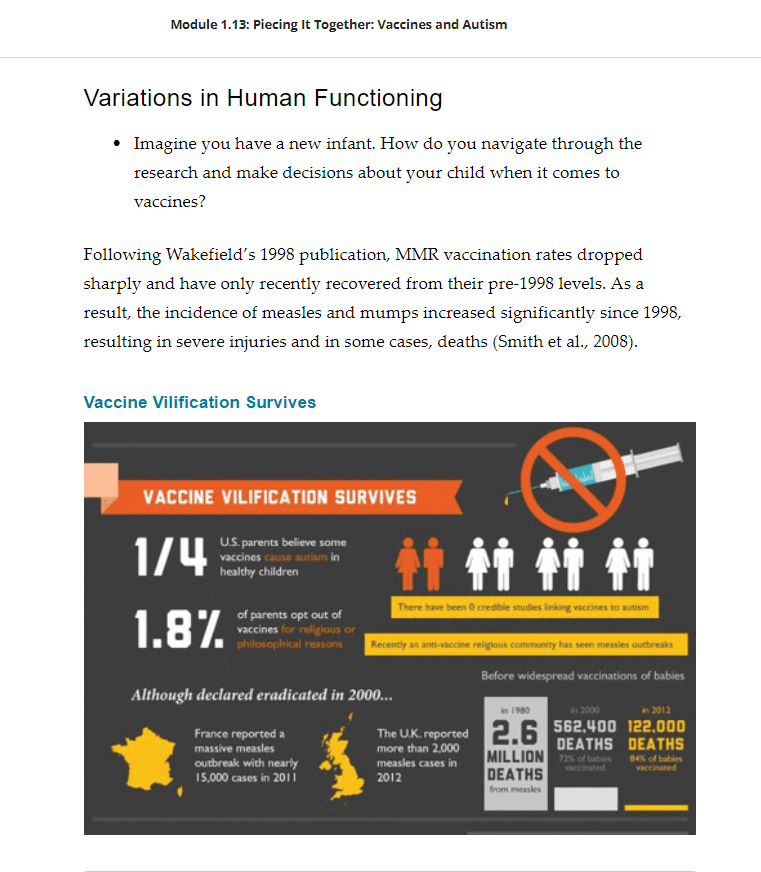 Module 1.13: Piecing It Together: Vaccines and Autism
Variations in Human Functioning
• Imagine you have a new infant. How do you navigate through the
research and make decisions about your child when it comes to
vaccines?
Following Wakefield's 1998 publication, MMR vaccination rates dropped
sharply and have only recently recovered from their pre-1998 levels. As a
result, the incidence of measles and mumps increased significantly since 1998,
resulting in severe injuries and in some cases, deaths (Smith et al., 2008).
Vaccine Vilification Survives
VACCINE VILIFICATION SURVIVES
1/4
U.S. parents believe some
vaccines cause autism in
healthy children
There have been 0 credible studies linking vaccines to autism
1.8%
of parents opt out of
vaccines for religious or
philosophical reasons
Recently an anti-vaccine religious community has seen measles outbreaks
Although declared eradicated in 2000...
France reported a
massive measles
outbreak with nearly
15,000 cases in 2011
The U.K. reported
more than 2,000
measles cases in
2012
Before widespread vaccinations of babies
in 1980
2.6
MILLION
DEATHS
from measles
in 2000
562,400
DEATHS
72% of babies
vaccinated
in 2012
122,000
DEATHS
84% of babies
vaccinated